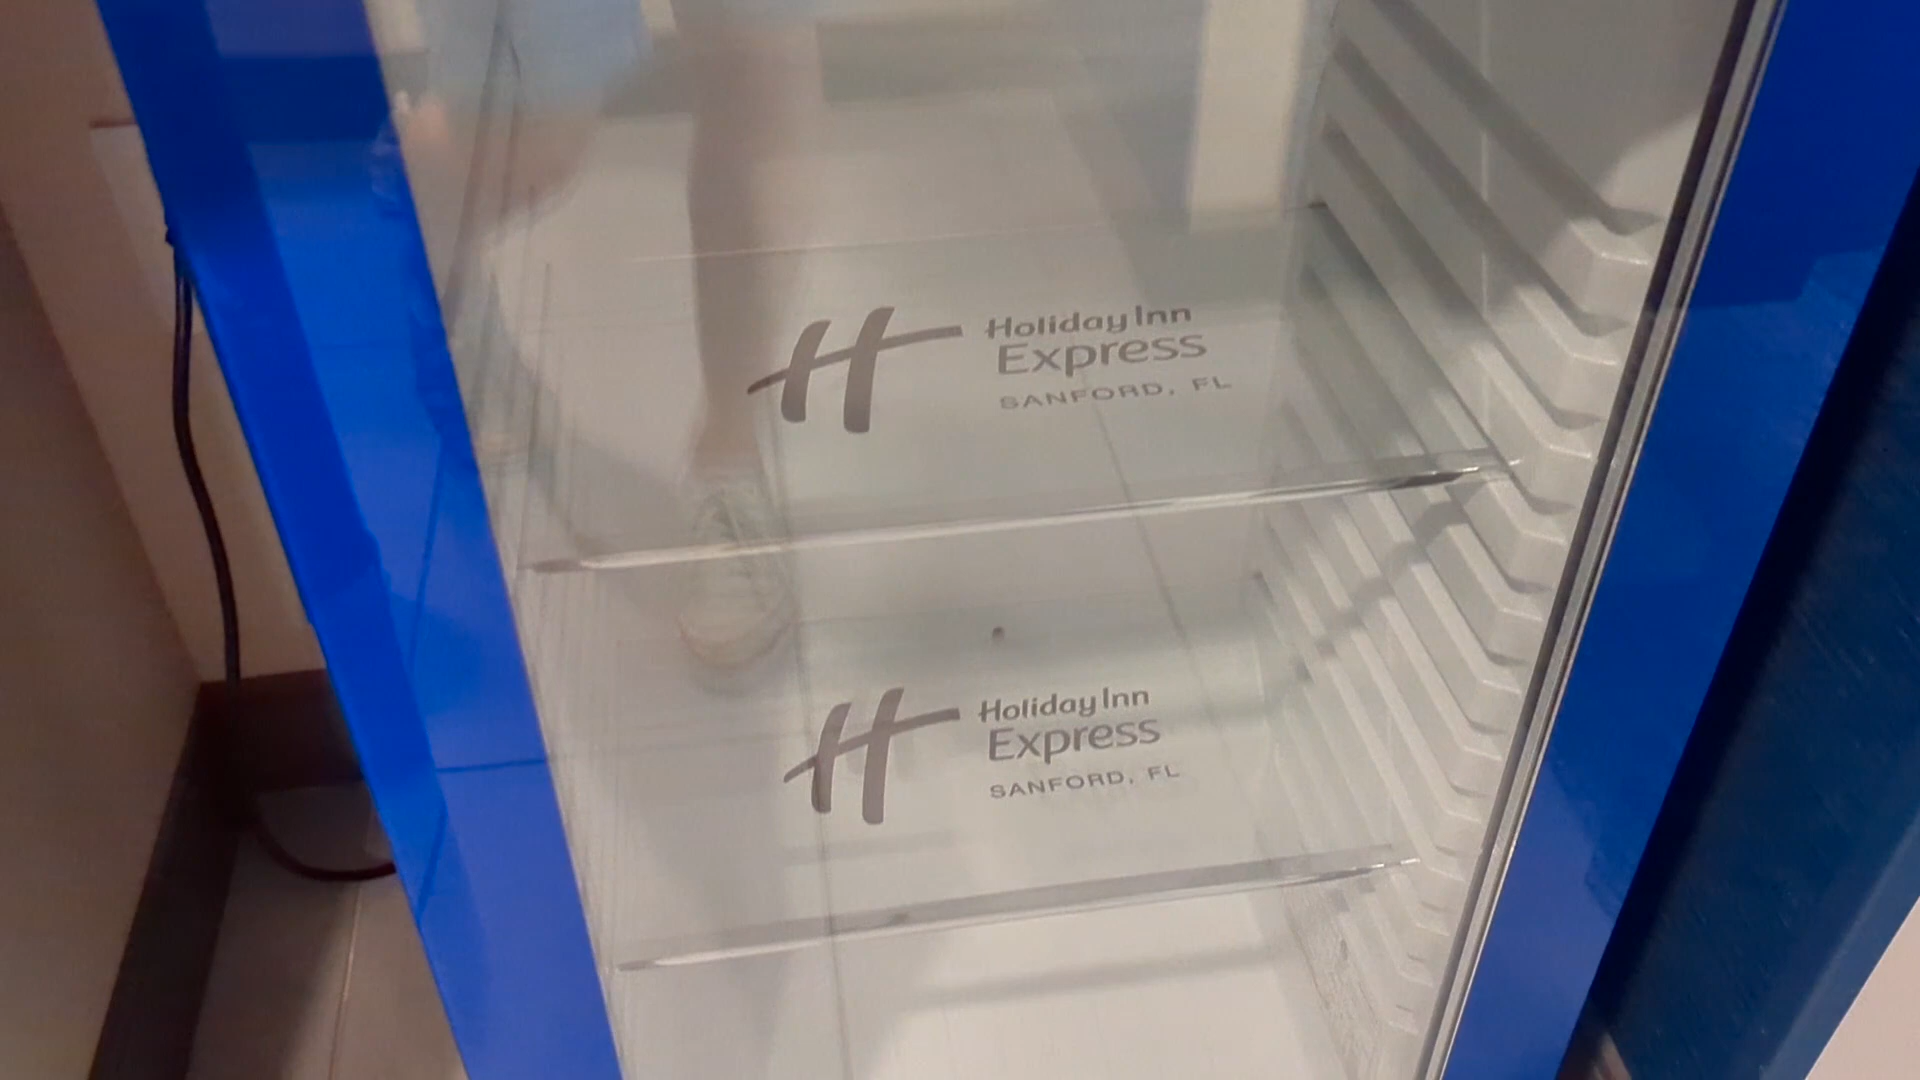 Holiday Inn
Express
SANFORD, FL
Holiday Inn
Express
SANFORD, FL